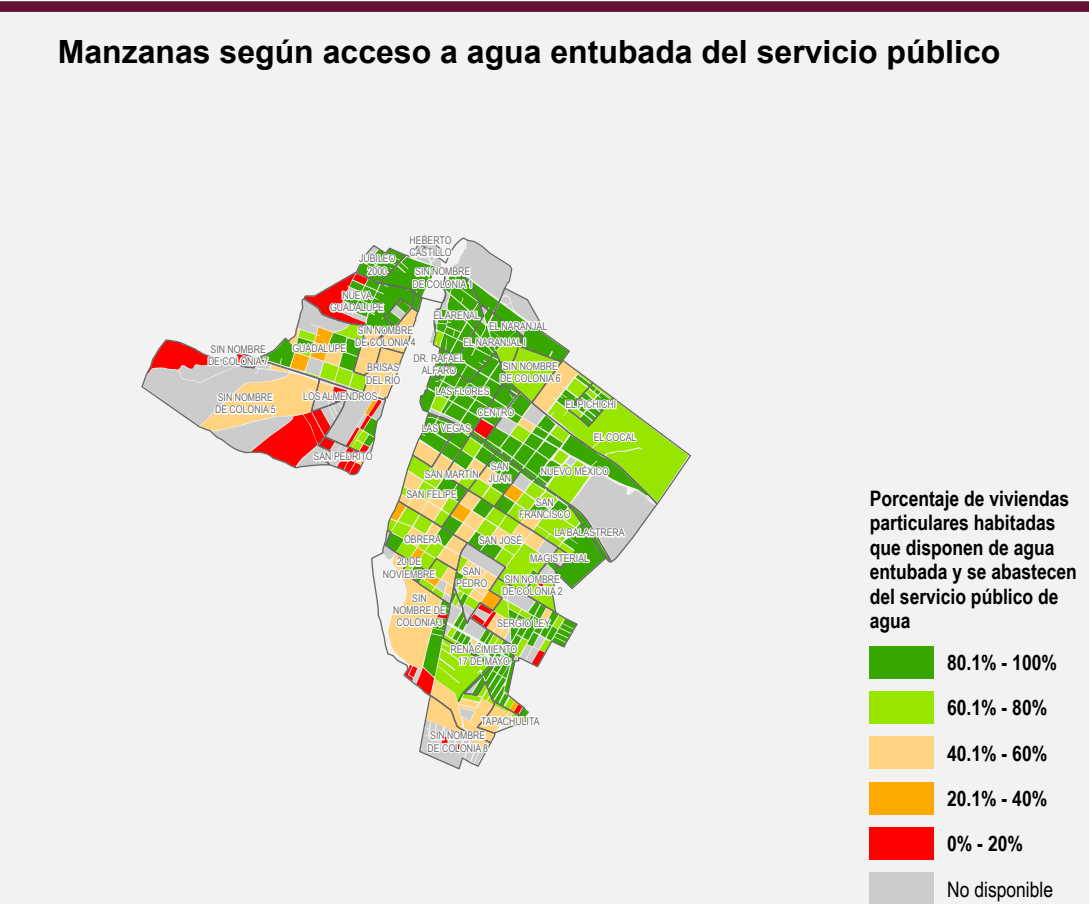 Manzanas según acceso a agua entubada del servicio público
HEBERTO
CASTILLO
JUBILEO
2000
SIN NOMBRE
DE COLONIA 1
NUEVA
GUADALUPE
EL ARENAL
EL NARANJAL
SIN NOMBRE
DE COLONIA 4
EL NARANJAL I
GUADALUPE
SIN NOMBRE
DE COLONIA 7
DR. RAFAEL
ALFARO
BRISAS
DEL RÍO
SIN NOMBRE
DE COLONIA 6
LAS FLORES
LOS ALMENDROS
SIN NOMBRE
DE COLONIA 5
EL PICHICHI
CENTRO
LAS VEGAS
EL COCAL
SAN PEDRITO
SAN MARTÍN
SAN
JUAN
NUEVO MÉXICO
SAN FELIPE
SAN
FRANCISCO
LA BALASTRERA
OBRERA
SAN JOSÉ
MAGISTERIAL
20 DE
NOVIEMBRE
SAN
PEDRO
SIN NOMBRE
DE COLONIA 2
SIN
NOMBRE DE
COLONIA 3
SERGIO LEY
RENACIMIENTO
17 DE MAYO
TAPACHULITA
SIN NOMBRE
DE COLONIA 8
Porcentaje de viviendas
particulares habitadas
que disponen de agua
entubada y se abastecen
del servicio público de
agua
80.1% - 100%
60.1% - 80%
40.1% - 60%
20.1% - 40%
0% - 20%
No disponible